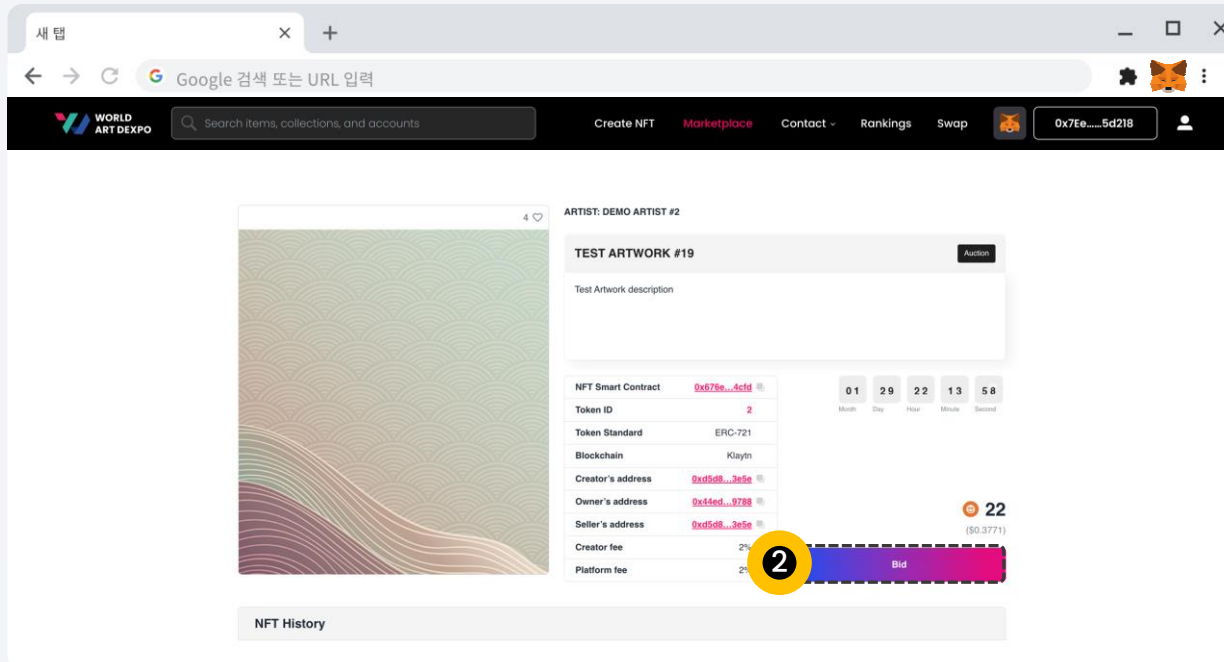 새 탭
Google 검색 또는 URL 입력
WORLD
ART DEXPO
Search items, collections, and accounts
Create NFT Marketplace Contact Rankings Swap 0x7Ee......5d218
4
ARTIST: DEMO ARTIST #2
TEST ARTWORK #19
Auction
Test Artwork description
NFT Smart Contract 0x676e...4cfd
Token ID 2
Token Standard ERC-721
Blockchain Klaytn
Creator's address 0xd5d8...3e5e
Owner's address 0x44ed...9788
Seller's address 0xd5d8...3e5e
Creator fee 2%
Platform fee 2%
01 29 22 13 58
Month Day Hour Minute Second
22
($0.3771)
2
Bid
NFT History